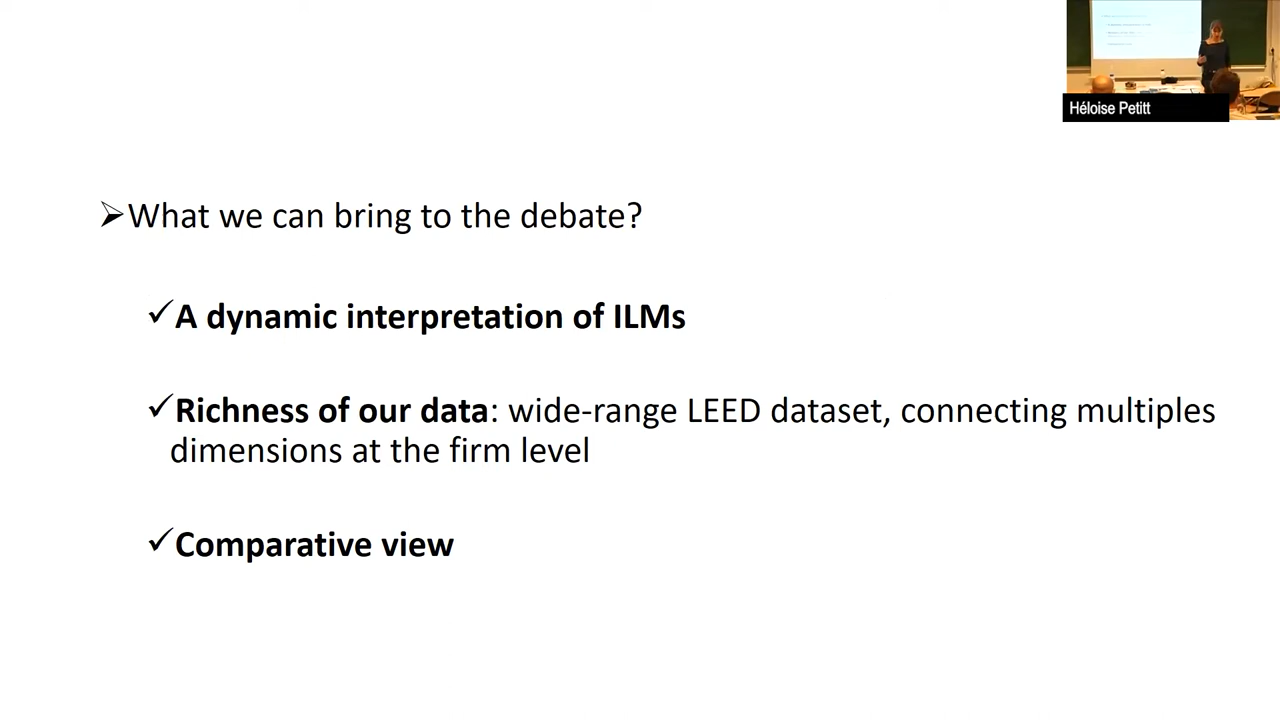 Héloise Petitt
➢What we can bring to the debate?
✓A dynamic interpretation of ILMs
✓Richness of our data: wide-range LEED dataset, connecting multiples
dimensions at the firm level
✓Comparative view